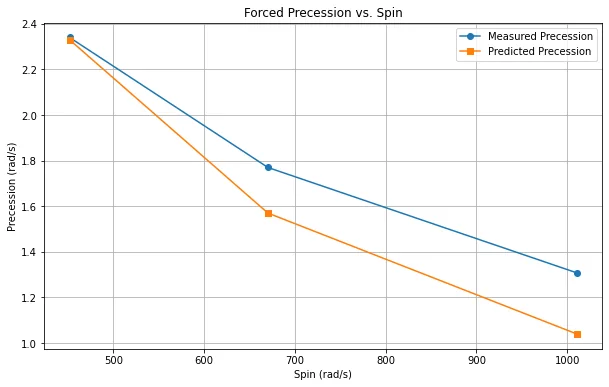 Forced Precession vs. Spin
Measured Precession
Predicted Precession
Precession (rad/s)
2.4
2.2
2.0
1.8
1.6
1.4
1.2
1.0
500
600
700
800
900
1000
Spin (rad/s)